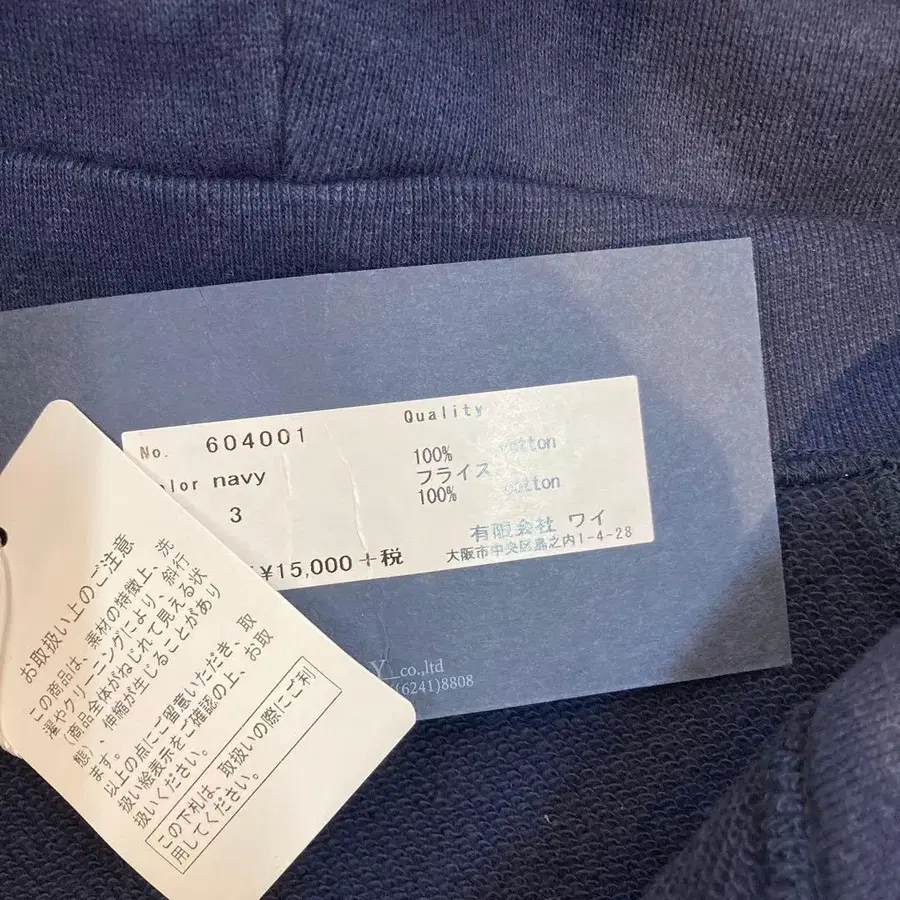 No. 604001
Quality
100% cotton
フライス
100% cotton
olor navy
3
¥15,000+税
有限会社 ワイ
大阪市中央区島之内1-4-28
Y co.,ltd
(6241)8808
お取扱い上のご注意
この商品は、素材の特徴上、洗
濯やクリーニングにより、斜行
(商品全体がねじれて見える状
態)、伸縮が生じることがあり
ます。
以上の点にご留意いただき、取
扱い絵表示をご確認の上、お取
扱いください。
この下札は、取扱いの際にご利
用してください。